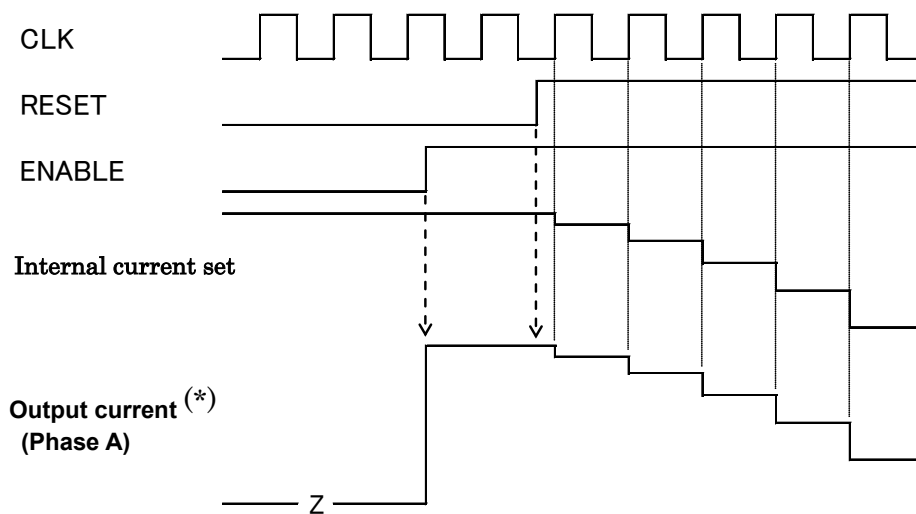 CLK
RESET
ENABLE
Internal current set
Output current (*)
(Phase A)
Z